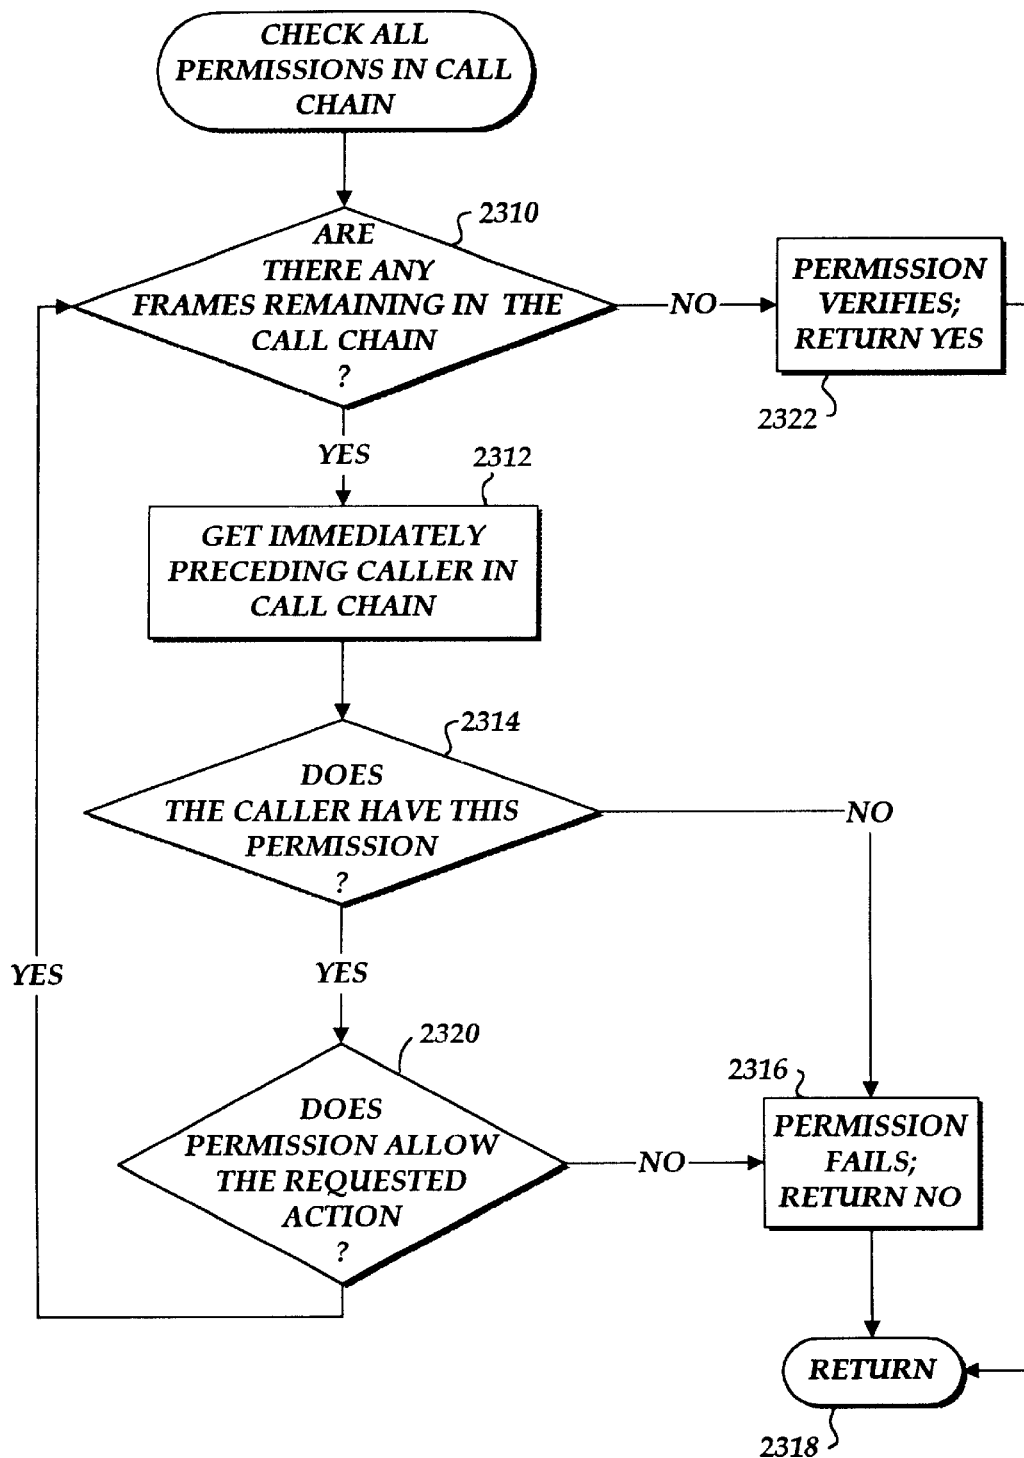 CHECK ALL
PERMISSIONS IN CALL
CHAIN
2310
ARE
THERE ANY
FRAMES REMAINING IN THE
CALL CHAIN
?
NO
PERMISSION
VERIFIES;
RETURN YES
2322
YES
2312
GET IMMEDIATELY
PRECEDING CALLER IN
CALL CHAIN
2314
DOES
THE CALLER HAVE THIS
PERMISSION
?
NO
YES
YES
2320
DOES
PERMISSION ALLOW
THE REQUESTED
ACTION
?
NO
2316
PERMISSION
FAILS;
RETURN NO
RETURN
2318